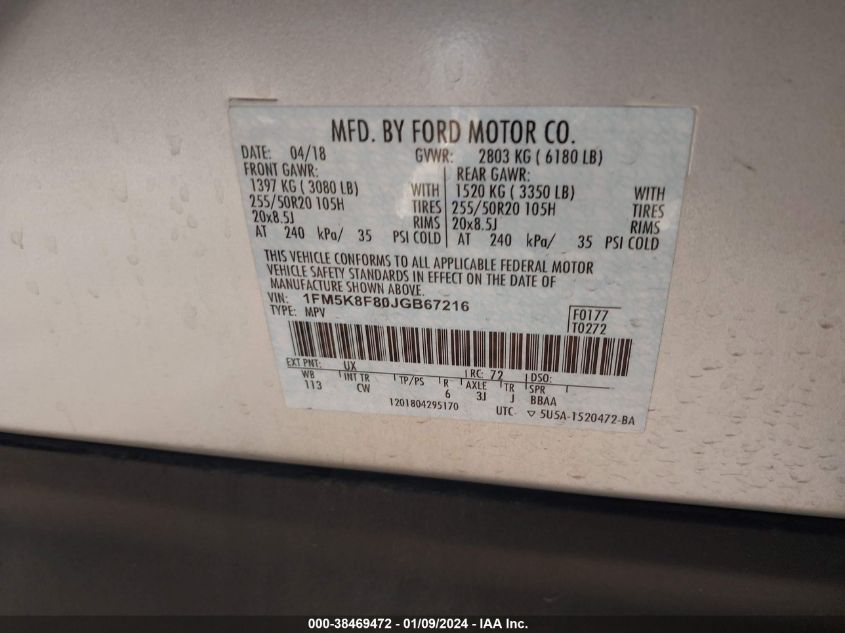 MFD. BY FORD MOTOR CO.
DATE: 04/18 GVWR: 2803 KG ( 6180 LB)
FRONT GAWR: REAR GAWR:
1397 KG ( 3080 LB) WITH 1520 KG ( 3350 LB) WITH
255/50R20 105H TIRES 255/50R20 105H TIRES
20x8.5J RIMS 20x8.5J RIMS
AT 240 kPa/ 35 PSI COLD AT 240 kPa/ 35 PSI COLD
THIS VEHICLE CONFORMS TO ALL APPLICABLE FEDERAL MOTOR
VEHICLE SAFETY STANDARDS IN EFFECT ON THE DATE OF
MANUFACTURE SHOWN ABOVE.
VIN: 1FM5K8F80JGB67216 F0177
TYPE: MPV T0272
EXT PNT: UX RC: 72 DSO:
WB INT TR TP/PS R AXLE TR SPR
113 CW 6 3J J BBAA
1201804295170 UTC ▽ 5U5A-1520472-BA
000-38469472 - 01/09/2024 - IAA Inc.